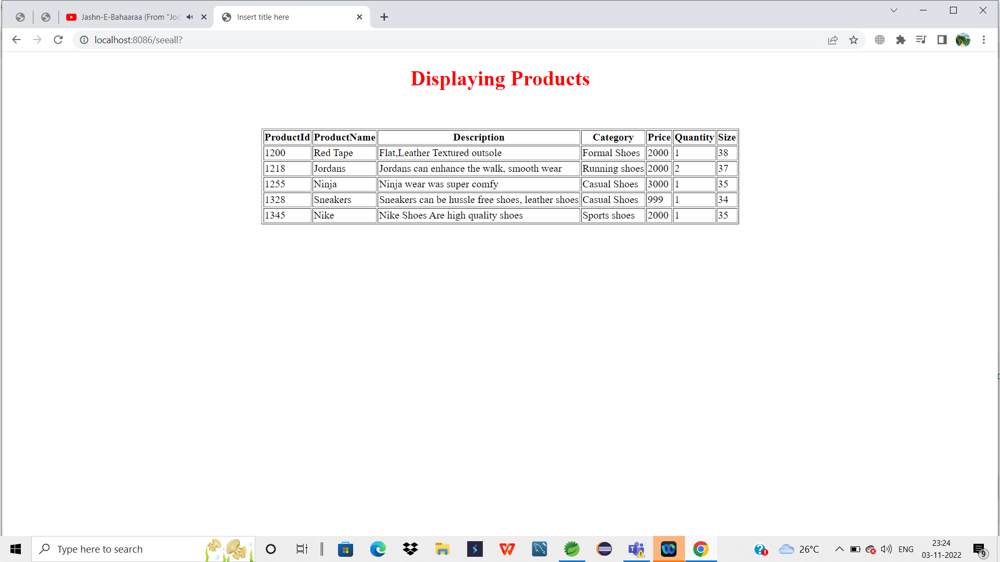 Jashn-E-Bahaaraa (From "Jod
Insert title here
localhost:8086/seeall?
Displaying Products
ProductId ProductName Description Category Price Quantity Size
1200 Red Tape Flat,Leather Textured outsole Formal Shoes 2000 1 38
1218 Jordans Jordans can enhance the walk, smooth wear Running shoes 2000 2 37
1255 Ninja Ninja wear was super comfy Casual Shoes 3000 1 35
1328 Sneakers Sneakers can be hussle free shoes, leather shoes Casual Shoes 999 1 34
1345 Nike Nike Shoes Are high quality shoes Sports shoes 2000 1 35
Type here to search
26°C
ENG
23:24
03-11-2022
9